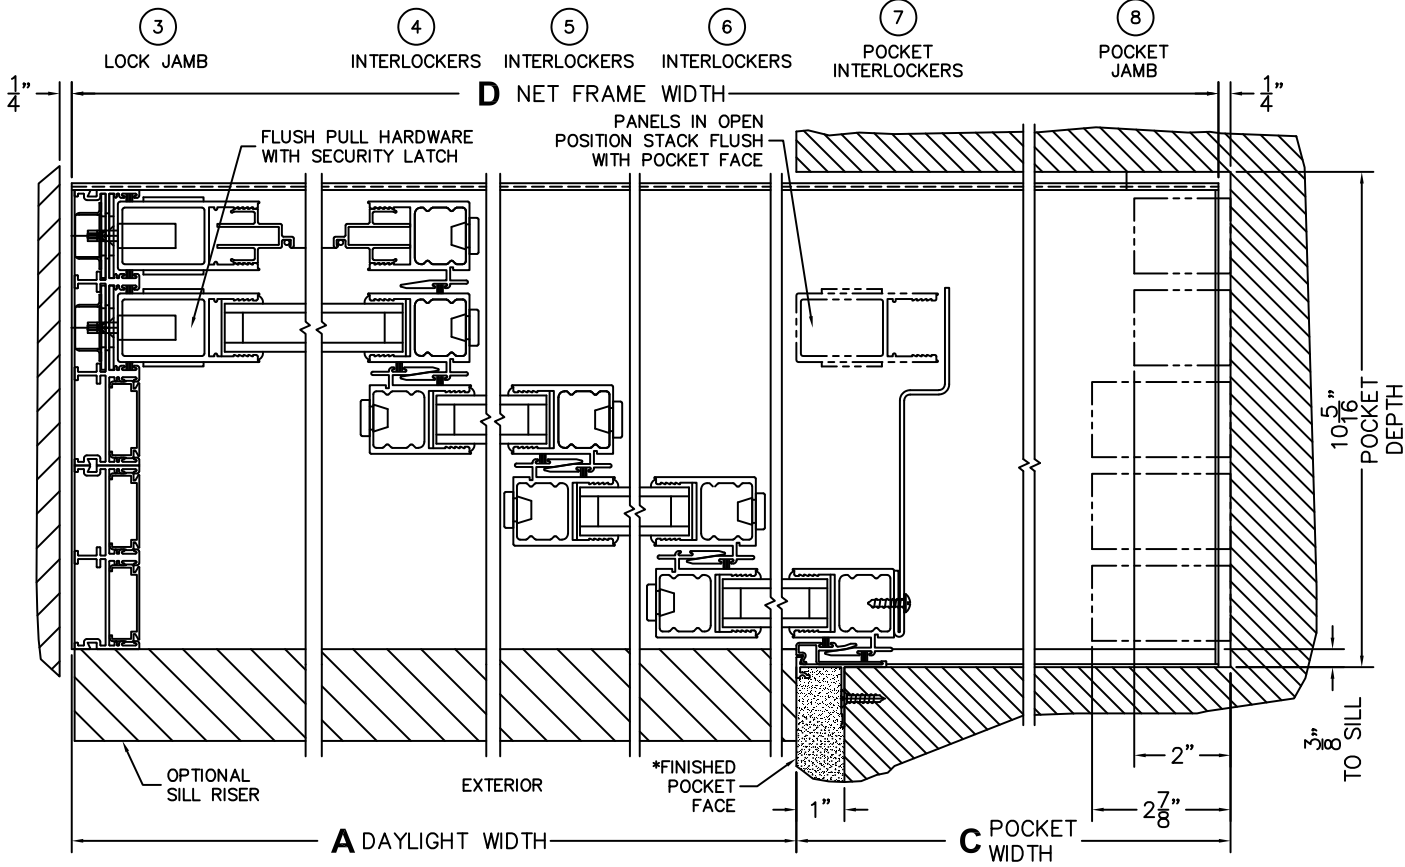 3
LOCK JAMB
4
INTERLOCKERS
5
INTERLOCKERS
6
INTERLOCKERS
7
POCKET
INTERLOCKERS
8
POCKET
JAMB
1/4"
D NET FRAME WIDTH
1/4"
FLUSH PULL HARDWARE
WITH SECURITY LATCH
PANELS IN OPEN
POSITION STACK FLUSH
WITH POCKET FACE
10 5/16"
POCKET
DEPTH
3/8"
TO SILL
OPTIONAL
SILL RISER
EXTERIOR
*FINISHED
POCKET
FACE
1"
2"
2 7/8"
A DAYLIGHT WIDTH
C POCKET
WIDTH